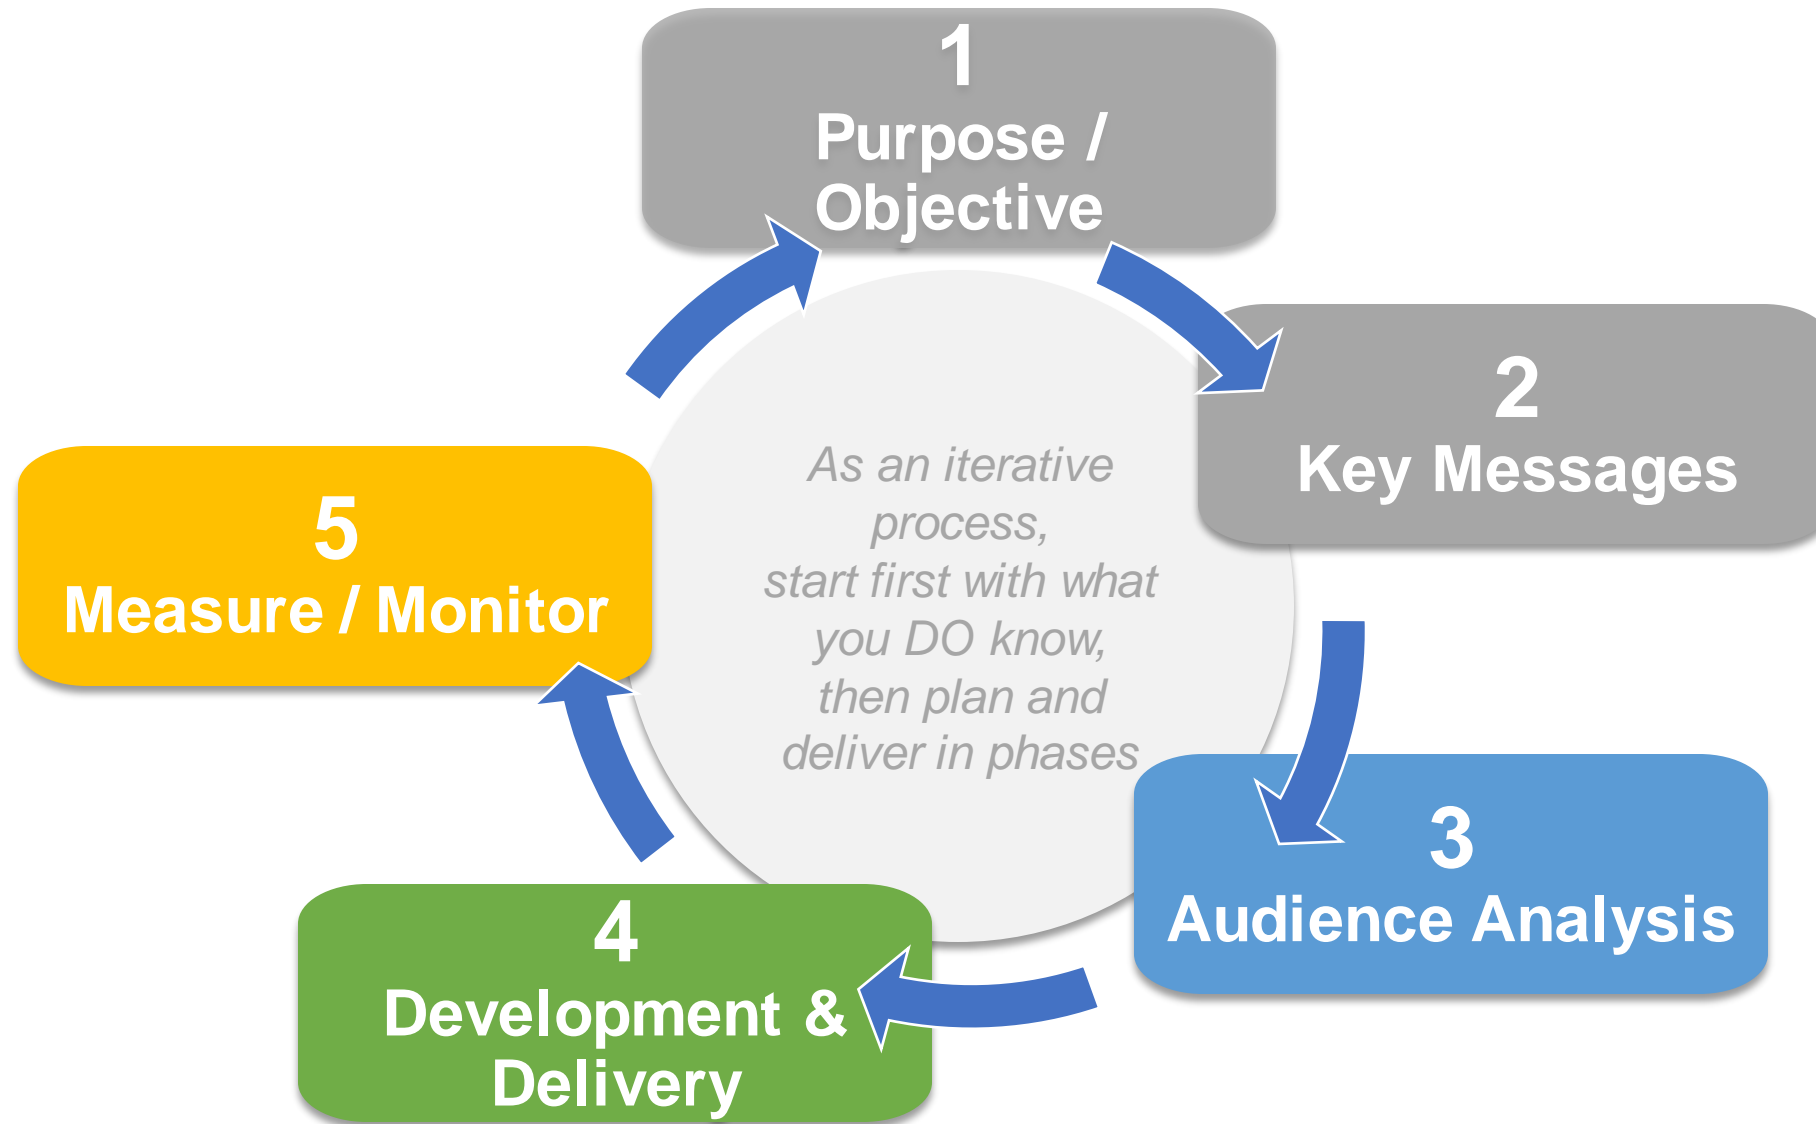 1
Purpose /
Objective
2
Key Messages
3
Audience Analysis
4
Development &
Delivery
5
Measure / Monitor
As an iterative
process,
start first with what
you DO know,
then plan and
deliver in phases